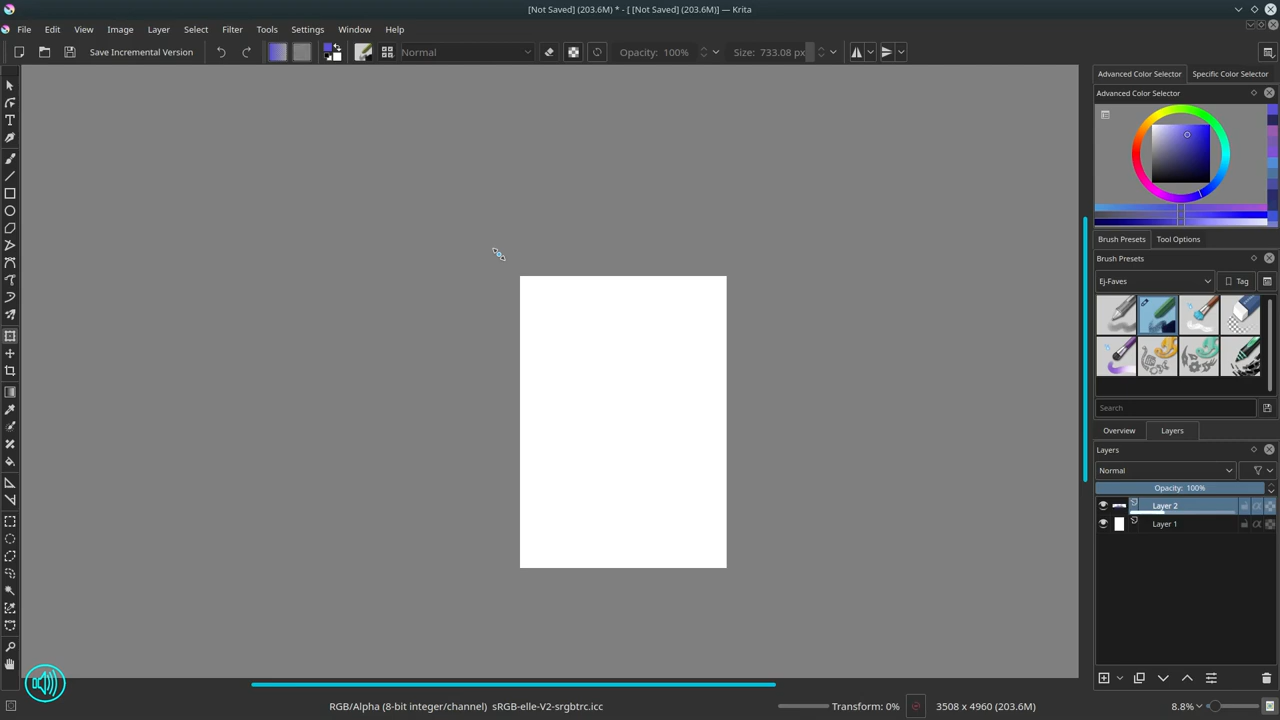 [Not Saved] (203.6M) * - [ [Not Saved] (203.6M)] — Krita
File Edit View Image Layer Select Filter Tools Settings Window Help
Save Incremental Version Normal Opacity: 100% Size: 733.08 px
Advanced Color Selector Specific Color Selector
Advanced Color Selector
Brush Presets Tool Options
Brush Presets
Ej-Faves Tag
Search
Overview Layers
Layers
Normal
Opacity: 100%
Layer 2
Layer 1
RGB/Alpha (8-bit integer/channel) sRGB-elle-V2-srgbtrc.icc Transform: 0% 3508 x 4960 (203.6M) 8.8%